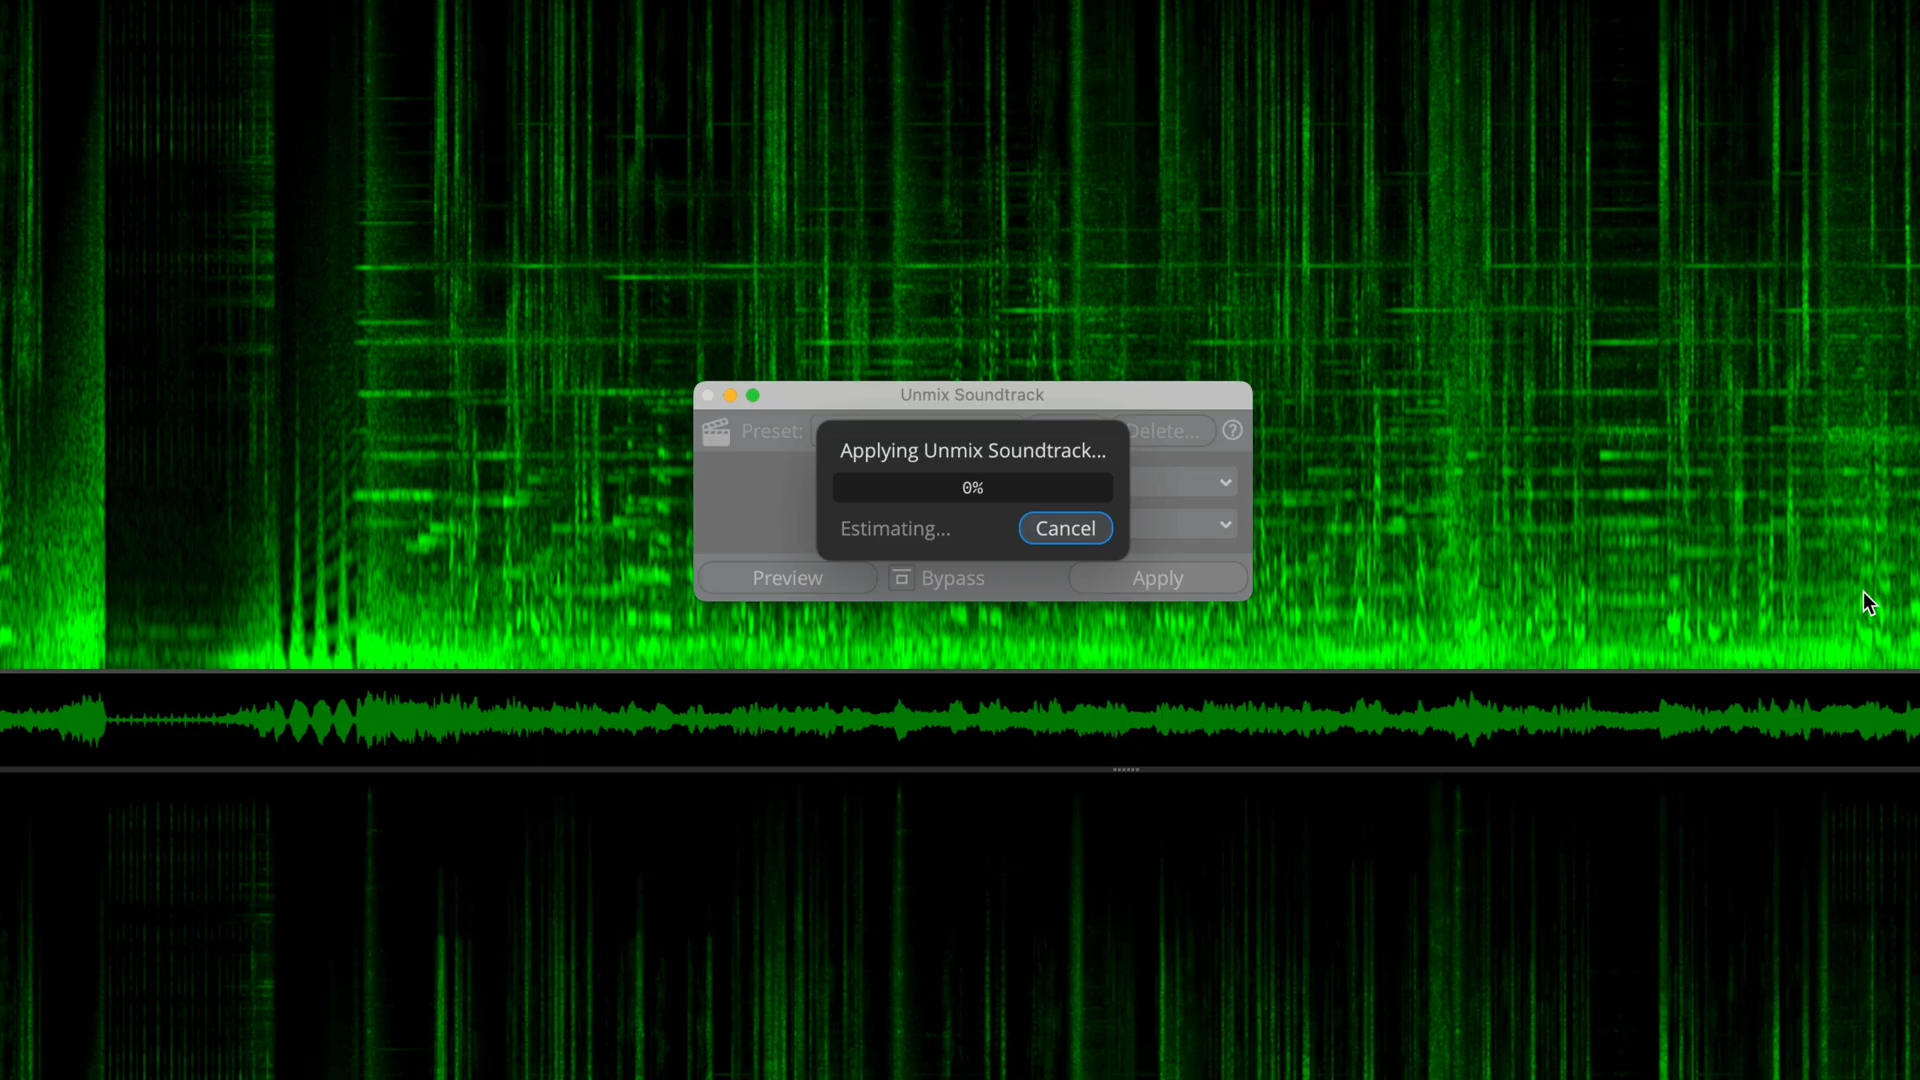 Unmix Soundtrack
Preset:
Delete...
?
Applying Unmix Soundtrack...
0%
Estimating...
Cancel
Preview
Bypass
Apply